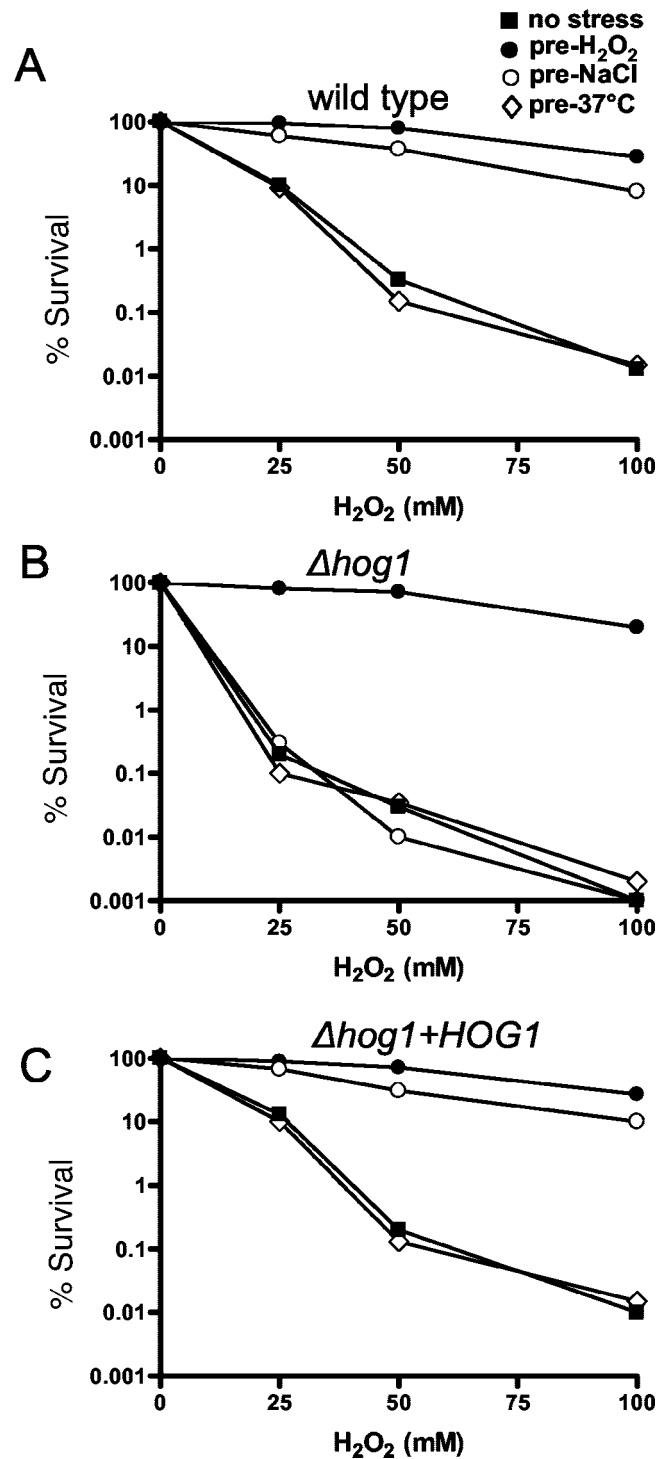 no stress
pre-H₂O₂
pre-NaCl
pre-37°C
A
wild type
100
10
1
0.1
0.01
0.001
% Survival
0 25 50 75 100
H₂O₂ (mM)
B
Δhog1
100
10
1
0.1
0.01
0.001
% Survival
0 25 50 75 100
H₂O₂ (mM)
C
Δhog1+HOG1
100
10
1
0.1
0.01
0.001
% Survival
0 25 50 75 100
H₂O₂ (mM)